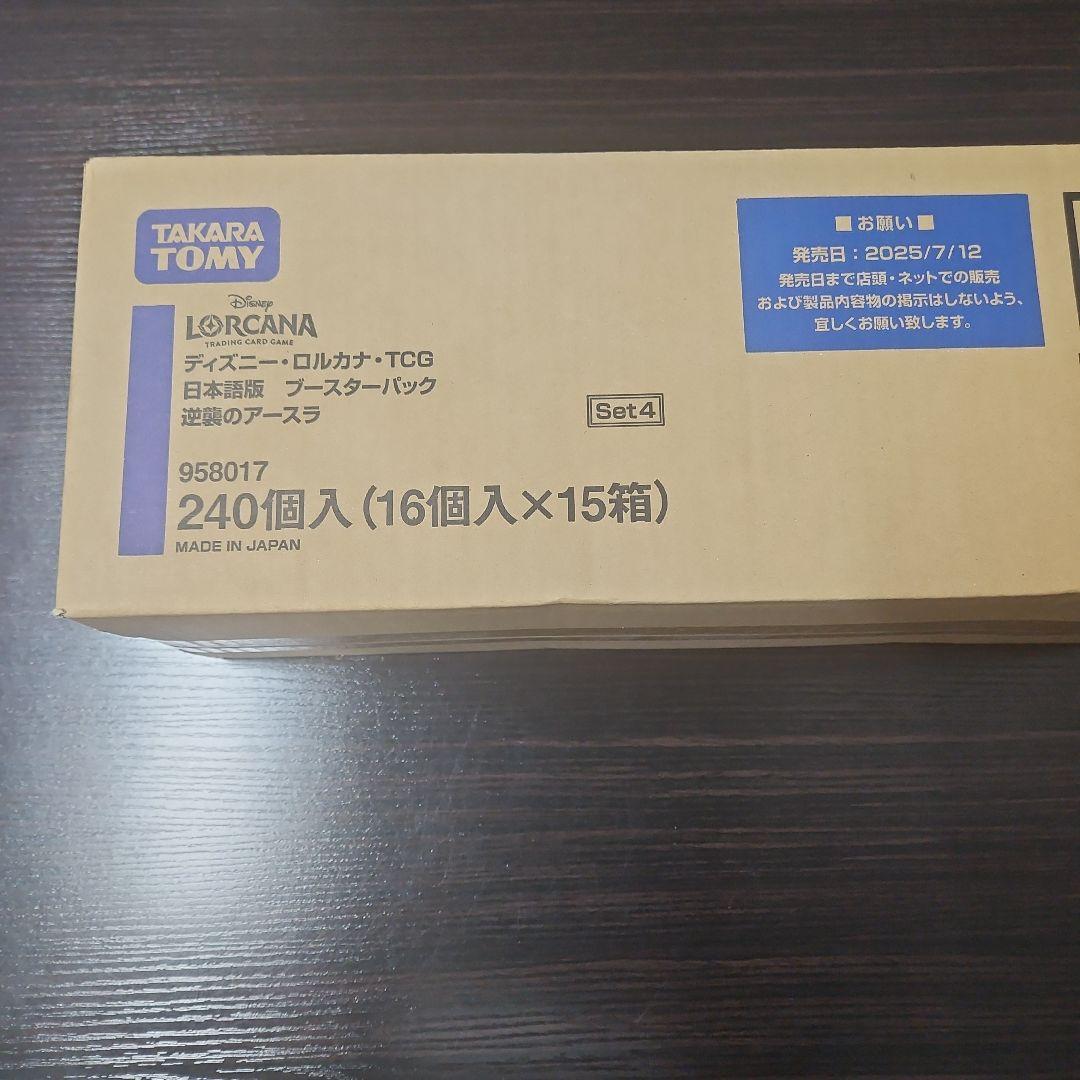 TAKARA
TOMY
Disney
LORCANA
TRADING CARD GAME
ディズニー・ロルカナ・TCG
日本語版 ブースターパック
逆襲のアースラ
Set4
958017
240個入(16個入×15箱)
MADE IN JAPAN
■お願い■
発売日:2025/7/12
発売日まで店頭・ネットでの販売
および製品内容物の掲示はしないよう、
宜しくお願い致します。